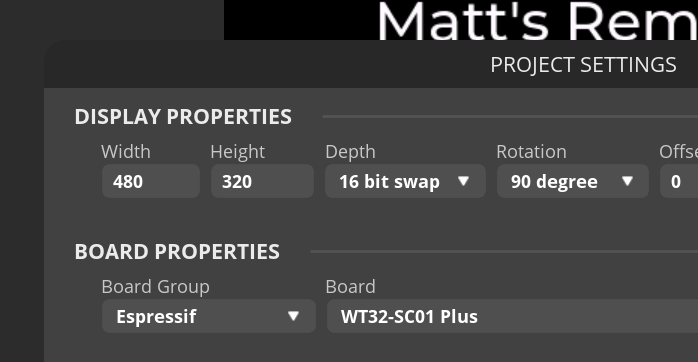 Matt's Rem
PROJECT SETTINGS
DISPLAY PROPERTIES
Width Height Depth Rotation Offse
480 320 16 bit swap 90 degree 0
BOARD PROPERTIES
Board Group Board
Espressif WT32-SC01 Plus